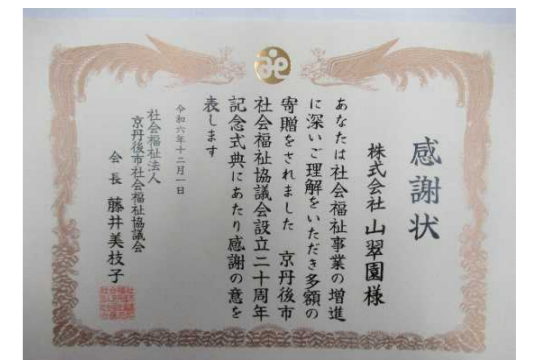 感謝状
株式会社 山翠園様
あなたは社会福祉事業の増進
に深いご理解をいただき多額の
寄贈をされました 京丹後市
社会福祉協議会設立二十周年
記念式典にあたり感謝の意を
表します
令和六年十二月一日
社会福祉法人
京丹後市社会福祉協議会
会長 藤井美枝子